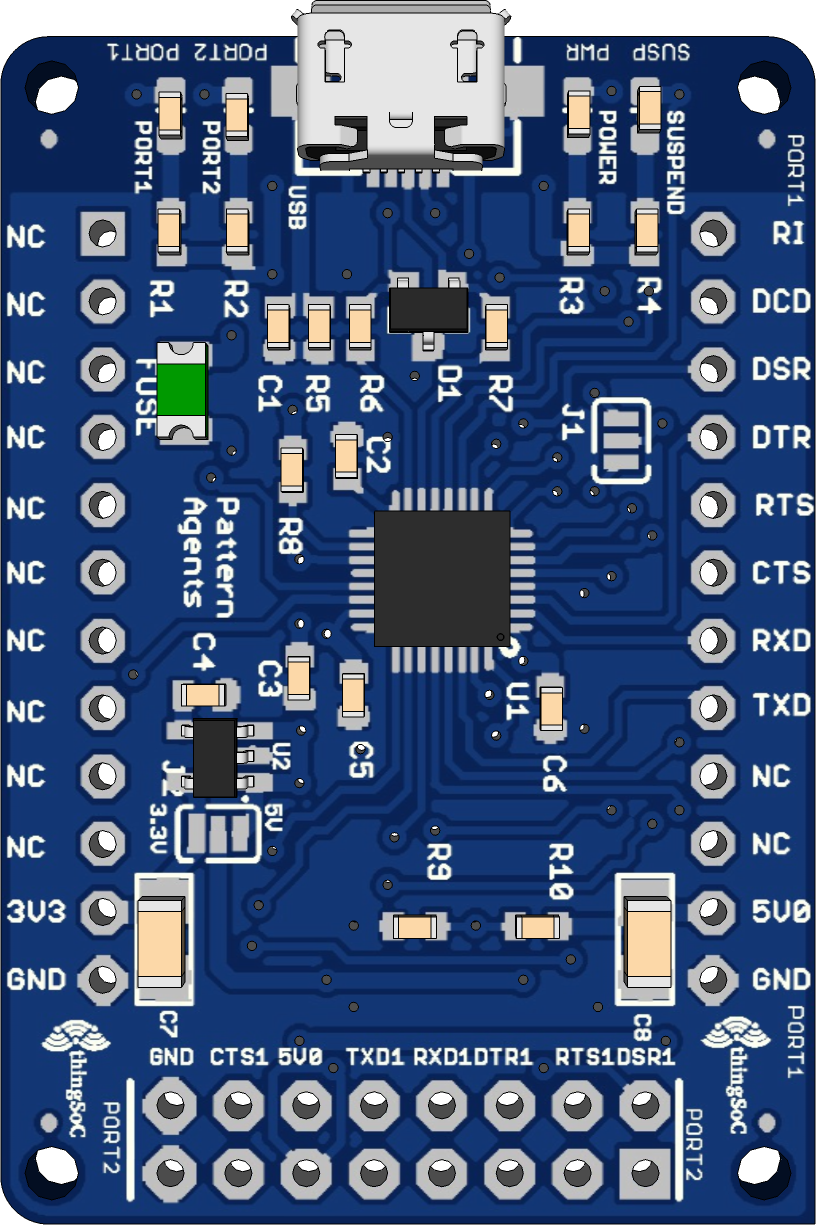 PORT1 PORT2 PWR SUSP
PORT1 PORT2 POWER SUSPEND
PORT1
USB
NC RI
R1 R2 R3 R4
NC DCD
NC DSR
FUSE C1 R5 R6 D1 R7
NC DTR
J1
C2
NC RTS
R8
Pattern
Agents
NC CTS
NC RXD
C4 C3
NC TXD
U1
C5 C6
U2
J2
NC NC
3.3V 5V
NC NC
R9 R10
3V3 5V0
GND GND
C7 C8
PORT1
thingSoC thingSoC
GND CTS1 5V0 TXD1 RXD1 DTR1 RTS1 DSR1
PORT2 PORT2